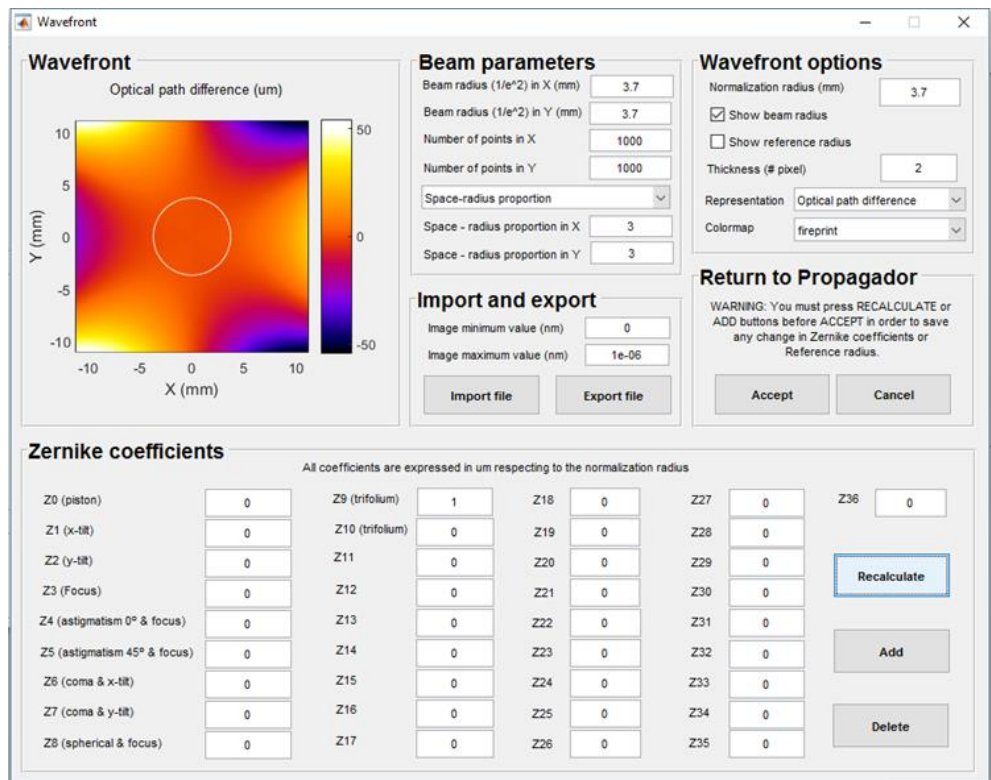 Wavefront
Wavefront
Optical path difference (um)
10
5
0
-5
-10
Y (mm)
-10 -5 0 5 10
X (mm)
50
0
-50
Beam parameters
Beam radius (1/e^2) in X (mm) 3.7
Beam radius (1/e^2) in Y (mm) 3.7
Number of points in X 1000
Number of points in Y 1000
Space-radius proportion
Space - radius proportion in X 3
Space - radius proportion in Y 3
Import and export
Image minimum value (nm) 0
Image maximum value (nm) 1e-06
Import file Export file
Wavefront options
Normalization radius (mm) 3.7
Show beam radius
Show reference radius
Thickness (# pixel) 2
Representation Optical path difference
Colormap fireprint
Return to Propagador
WARNING: You must press RECALCULATE or
ADD buttons before ACCEPT in order to save
any change in Zernike coefficients or
Reference radius.
Accept Cancel
Zernike coefficients
All coefficients are expressed in um respecting to the normalization radius
Z0 (piston) 0 Z9 (trifolium) 1 Z18 0 Z27 0 Z36 0
Z1 (x-tilt) 0 Z10 (trifolium) 0 Z19 0 Z28 0
Z2 (y-tilt) 0 Z11 0 Z20 0 Z29 0
Z3 (Focus) 0 Z12 0 Z21 0 Z30 0 Recalculate
Z4 (astigmatism 0º & focus) 0 Z13 0 Z22 0 Z31 0
Z5 (astigmatism 45º & focus) 0 Z14 0 Z23 0 Z32 0 Add
Z6 (coma & x-tilt) 0 Z15 0 Z24 0 Z33 0
Z7 (coma & y-tilt) 0 Z16 0 Z25 0 Z34 0 Delete
Z8 (spherical & focus) 0 Z17 0 Z26 0 Z35 0